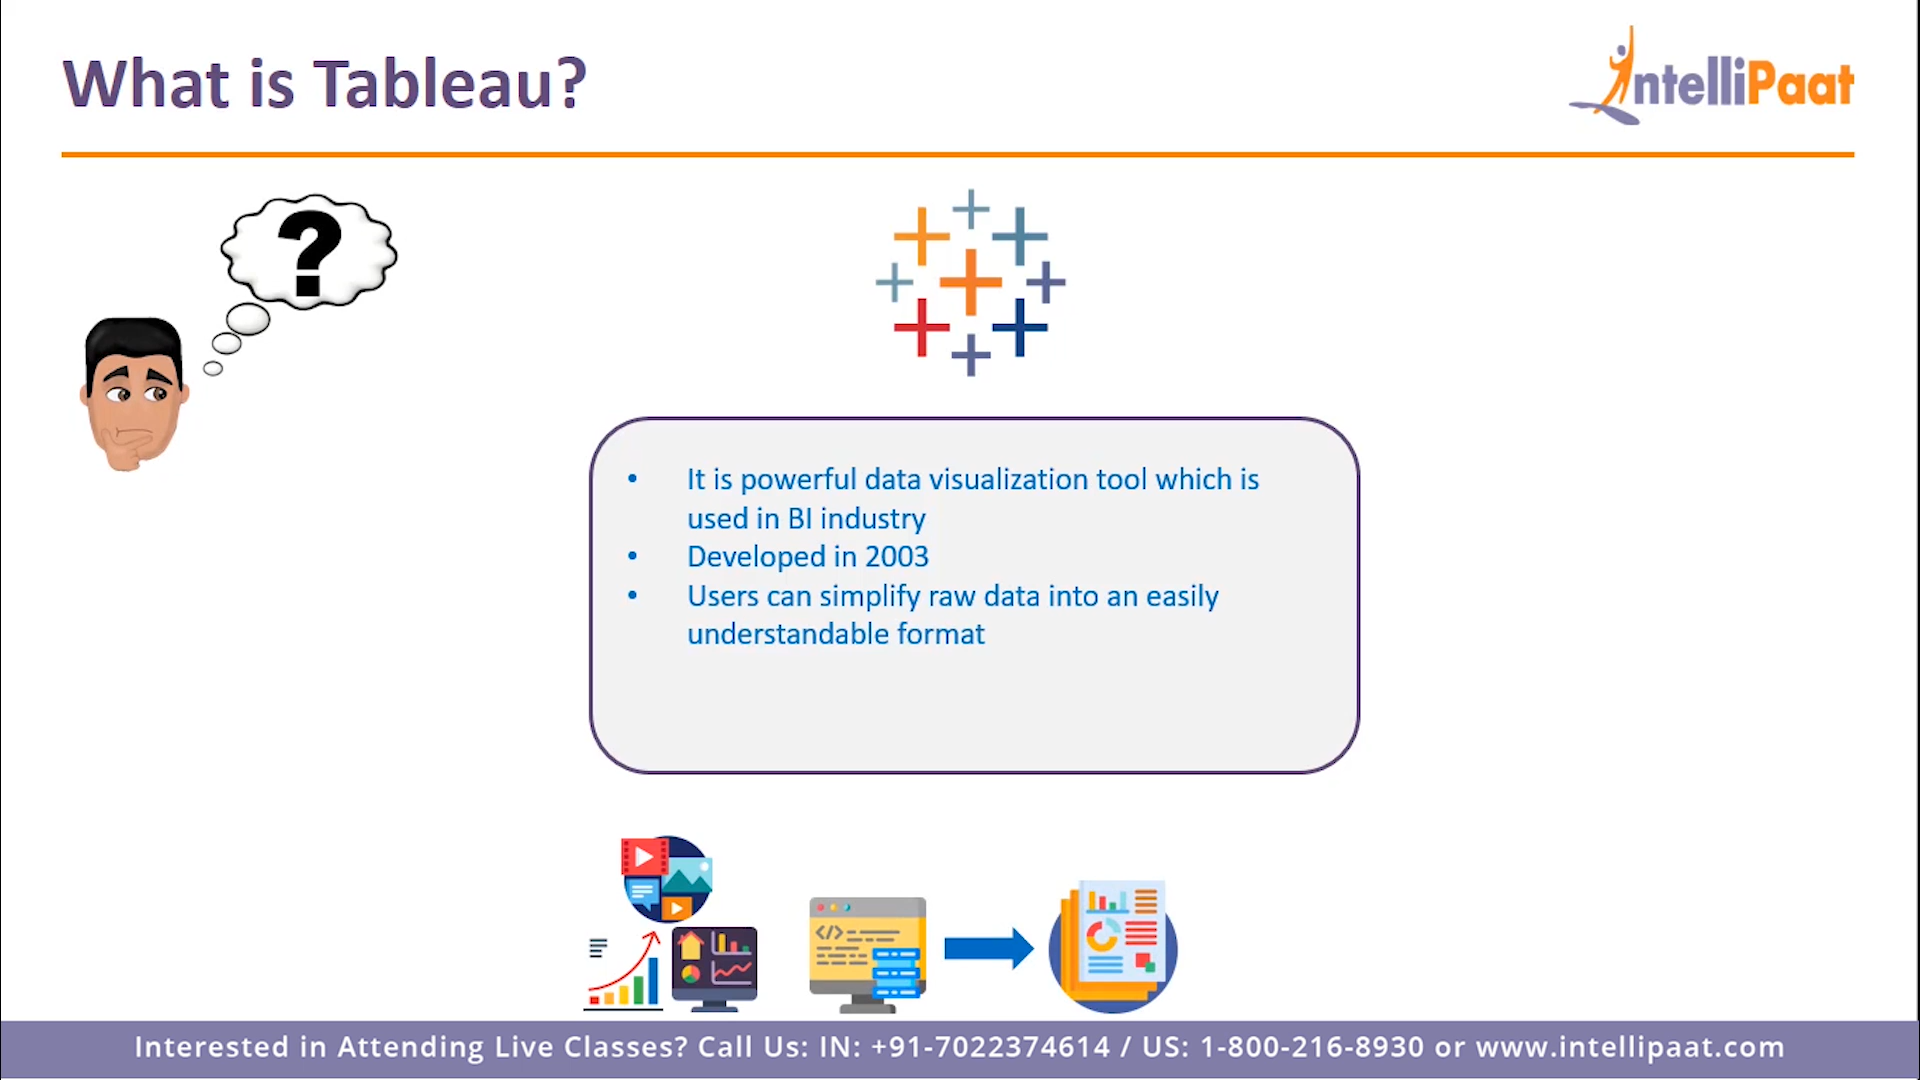 What is Tableau?
IntelliPaat
?
• It is powerful data visualization tool which is
used in BI industry
• Developed in 2003
• Users can simplify raw data into an easily
understandable format
</>
Interested in Attending Live Classes? Call Us: IN: +91-7022374614 / US: 1-800-216-8930 or www.intellipaat.com